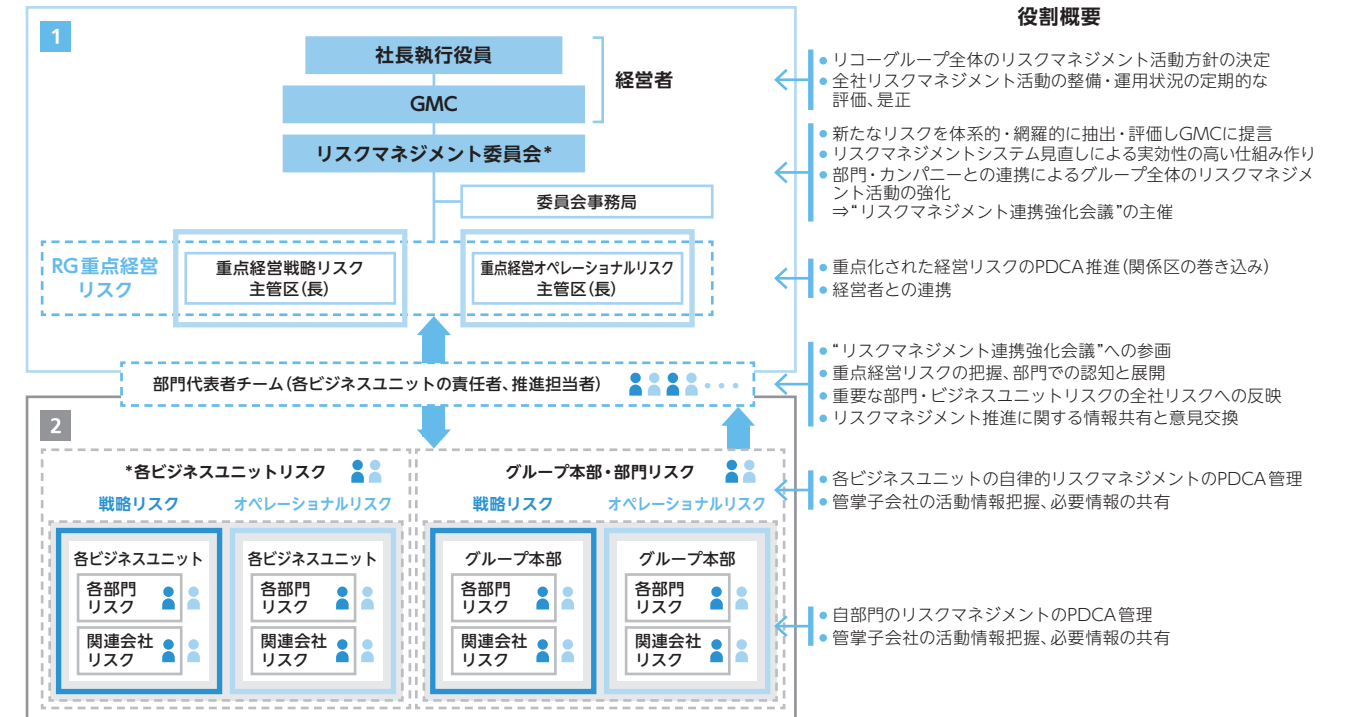 役割概要
1
社長執行役員
GMC
経営者
リスクマネジメント委員会*
委員会事務局
RG重点経営
リスク
重点経営戦略リスク
主管区(長)
重点経営オペレーショナルリスク
主管区(長)
部門代表者チーム(各ビジネスユニットの責任者、推進担当者)
2
*各ビジネスユニットリスク
戦略リスク
オペレーショナルリスク
各ビジネスユニット
各部門
リスク
関連会社
リスク
各ビジネスユニット
各部門
リスク
関連会社
リスク
グループ本部・部門リスク
戦略リスク
オペレーショナルリスク
グループ本部
各部門
リスク
関連会社
リスク
グループ本部
各部門
リスク
関連会社
リスク
● リコーグループ全体のリスクマネジメント活動方針の決定
● 全社リスクマネジメント活動の整備・運用状況の定期的な
評価、是正
● 新たなリスクを体系的・網羅的に抽出・評価しGMCに提言
● リスクマネジメントシステム見直しによる実効性の高い仕組み作り
● 部門・カンパニーとの連携によるグループ全体のリスクマネジメ
ント活動の強化
⇒“リスクマネジメント連携強化会議”の主催
● 重点化された経営リスクのPDCA推進(関係区の巻き込み)
● 経営者との連携
● “リスクマネジメント連携強化会議”への参画
● 重点経営リスクの把握、部門での認知と展開
● 重要な部門・ビジネスユニットリスクの全社リスクへの反映
● リスクマネジメント推進に関する情報共有と意見交換
● 各ビジネスユニットの自律的リスクマネジメントのPDCA管理
● 管掌子会社の活動情報把握、必要情報の共有
● 自部門のリスクマネジメントのPDCA管理
● 管掌子会社の活動情報把握、必要情報の共有